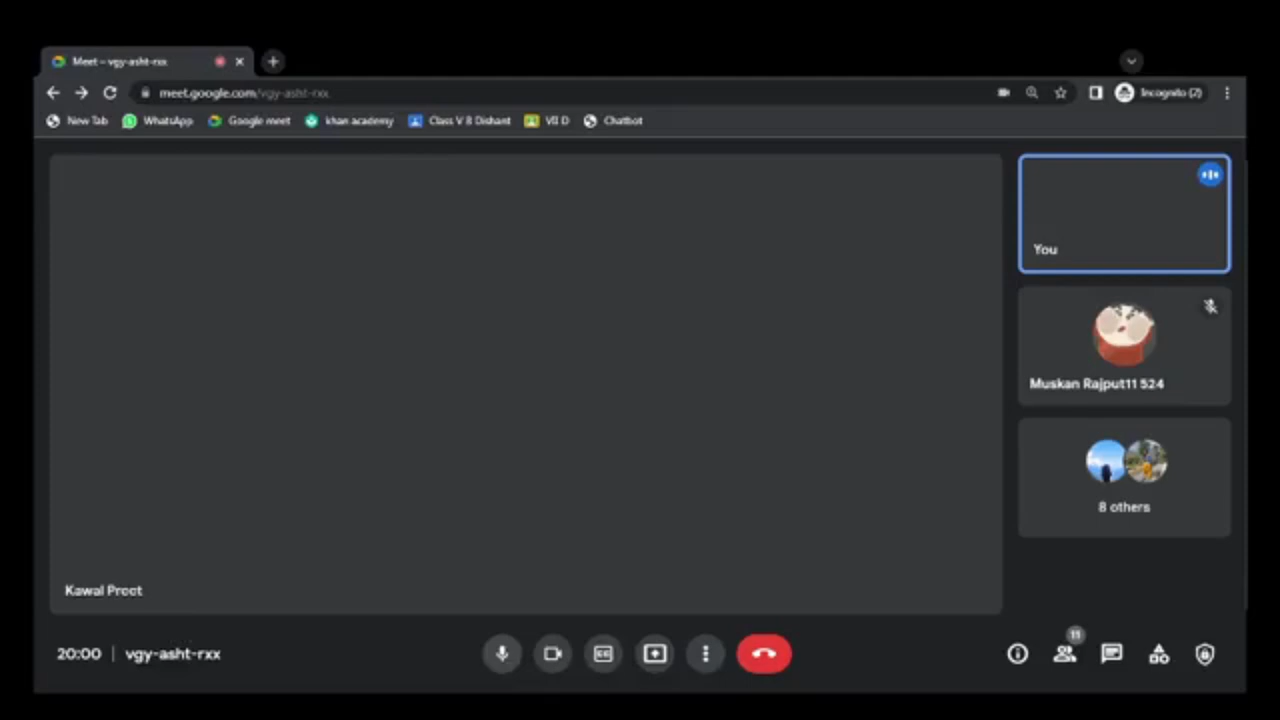 Meet – vgy-asht-rxx
meet.google.com/vgy-asht-rxx
Incognito (2)
New Tab
WhatsApp
Google meet
khan academy
Class V B Dishant
VII D
Chatbot
You
Muskan Rajput11 524
8 others
Kawal Preet
20:00 | vgy-asht-rxx
CC
11